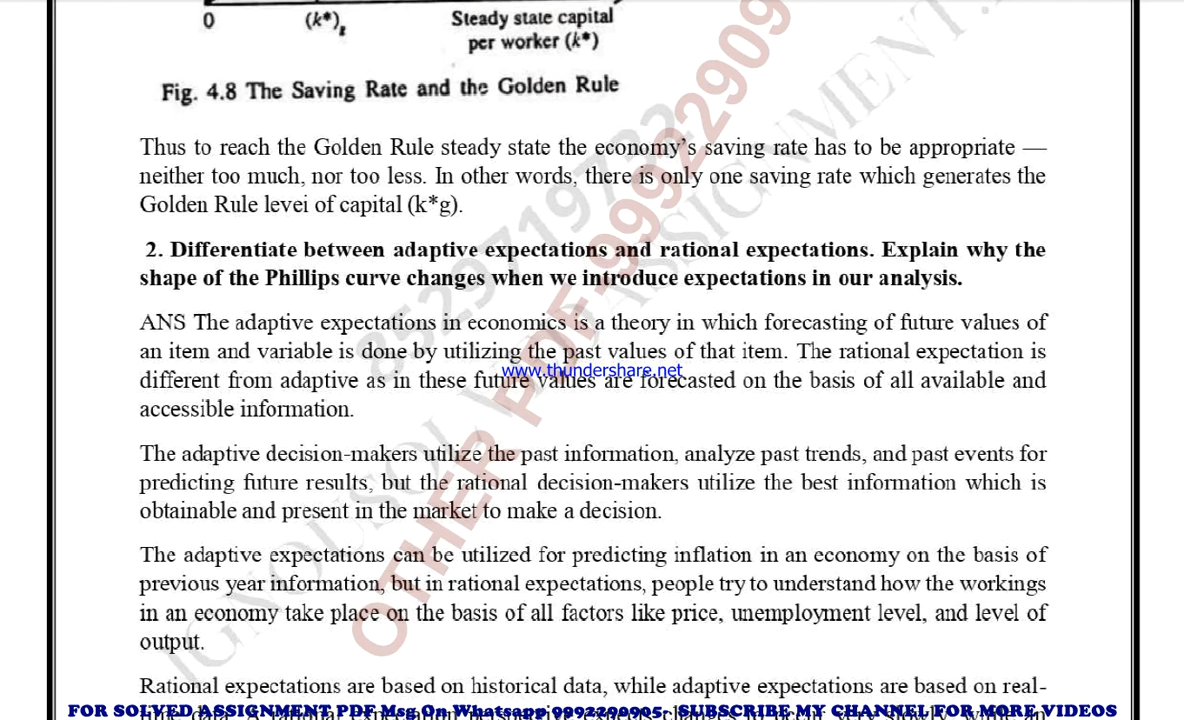 0 (k*)g Steady state capital
per worker (k*)
Fig. 4.8 The Saving Rate and the Golden Rule
Thus to reach the Golden Rule steady state the economy's saving rate has to be appropriate —
neither too much, nor too less. In other words, there is only one saving rate which generates the
Golden Rule levei of capital (k*g).
2. Differentiate between adaptive expectations and rational expectations. Explain why the
shape of the Phillips curve changes when we introduce expectations in our analysis.
ANS The adaptive expectations in economics is a theory in which forecasting of future values of
an item and variable is done by utilizing the past values of that item. The rational expectation is
www.thundershare.net
different from adaptive as in these future values are forecasted on the basis of all available and
accessible information.
The adaptive decision-makers utilize the past information, analyze past trends, and past events for
predicting future results, but the rational decision-makers utilize the best information which is
obtainable and present in the market to make a decision.
The adaptive expectations can be utilized for predicting inflation in an economy on the basis of
previous year information, but in rational expectations, people try to understand how the workings
in an economy take place on the basis of all factors like price, unemployment level, and level of
output.
Rational expectations are based on historical data, while adaptive expectations are based on real-
FOR SOLVED ASSIGNMENT PDF Msg On Whatsapp 9992290905- SUBSCRIBE MY CHANNEL FOR MORE VIDEOS
8529719732
OTHER PDF-99922909
IGNOU SOLVED ASSIGNMENT.